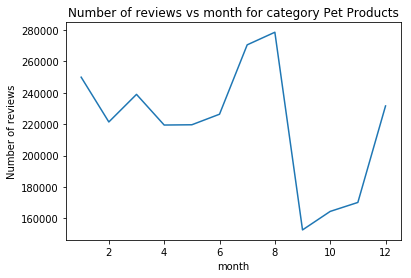 Number of reviews vs month for category Pet Products
Number of reviews
280000
260000
240000
220000
200000
180000
160000
2 4 6 8 10 12
month